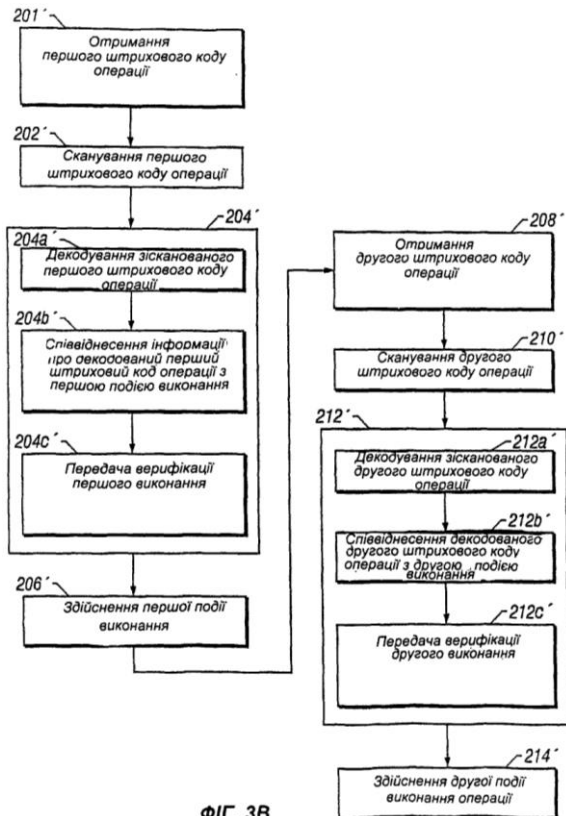 201´
Отримання
першого штрихового коду
операції
202´
Сканування першого
штрихового коду операції
204´
204a´
Декодування зісканованого
першого штрихового коду
операції
204b´
Співвіднесення інформації
про декодований перший
штриховий код операції з
першою подією виконання
204c´
Передача верифікації
першого виконання
206´
Здійснення першої події
виконання
208´
Отримання
другого штрихового коду
операції
210´
Сканування другого
штрихового коду операції
212´
212a´
Декодування зісканованого
другого штрихового коду
операції
212b´
Співвіднесення декодованого
другого штрихового коду
операції з другою подією
виконання
212c´
Передача верифікації
другого виконання
214´
Здійснення другої події
виконання операції
ФІГ. 3В